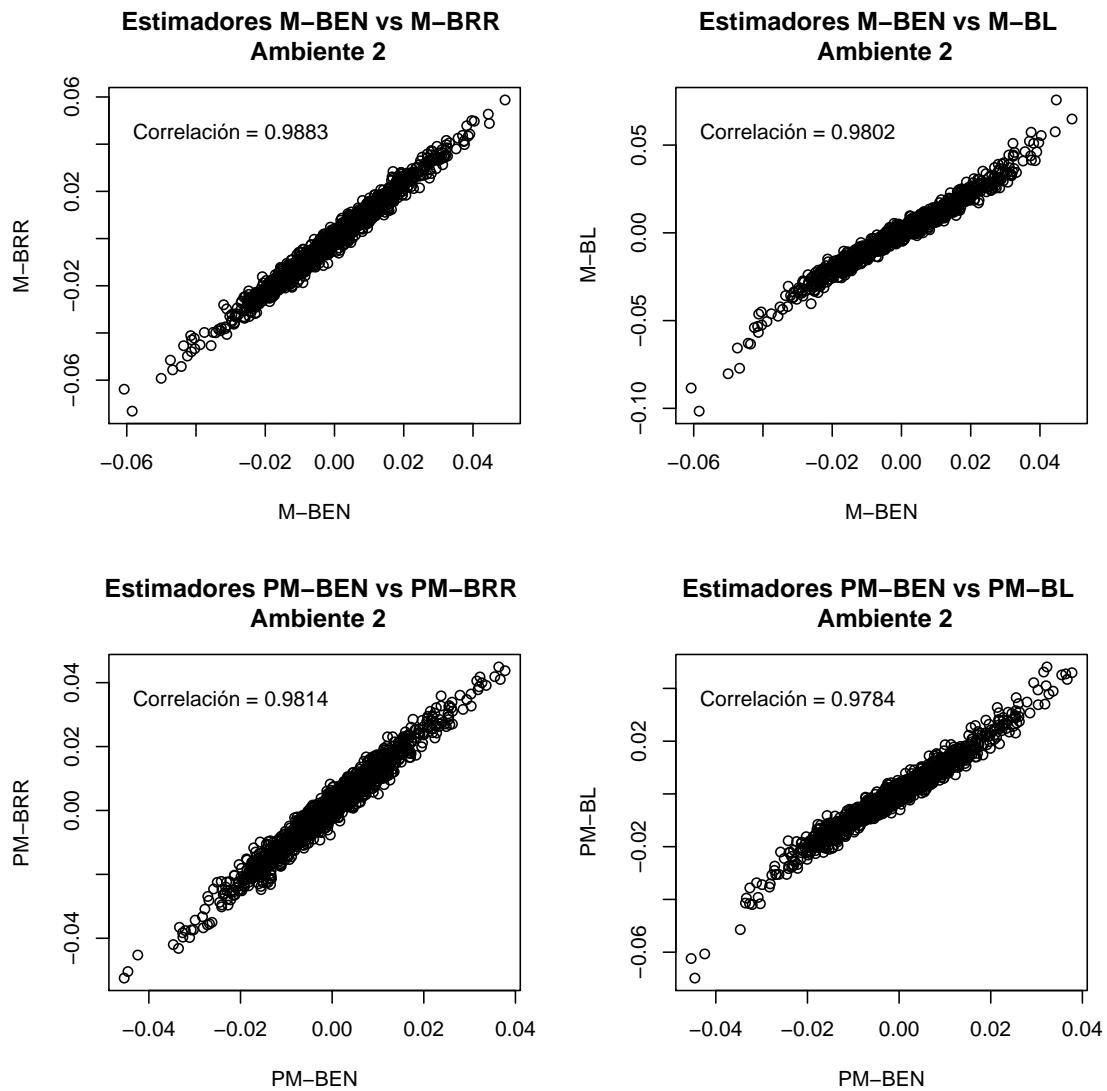 Estimadores M−BEN vs M−BRR
Ambiente 2
Correlación = 0.9883
M−BRR
0.06
0.02
−0.02
−0.06
−0.06
−0.02
0.00
0.02
0.04
M−BEN
Estimadores M−BEN vs M−BL
Ambiente 2
Correlación = 0.9802
M−BL
0.05
0.00
−0.05
−0.10
−0.06
−0.02
0.00
0.02
0.04
M−BEN
Estimadores PM−BEN vs PM−BRR
Ambiente 2
Correlación = 0.9814
PM−BRR
0.04
0.02
0.00
−0.04
−0.04
−0.02
0.00
0.02
0.04
PM−BEN
Estimadores PM−BEN vs PM−BL
Ambiente 2
Correlación = 0.9784
PM−BL
0.02
−0.02
−0.06
−0.04
−0.02
0.00
0.02
0.04
PM−BEN